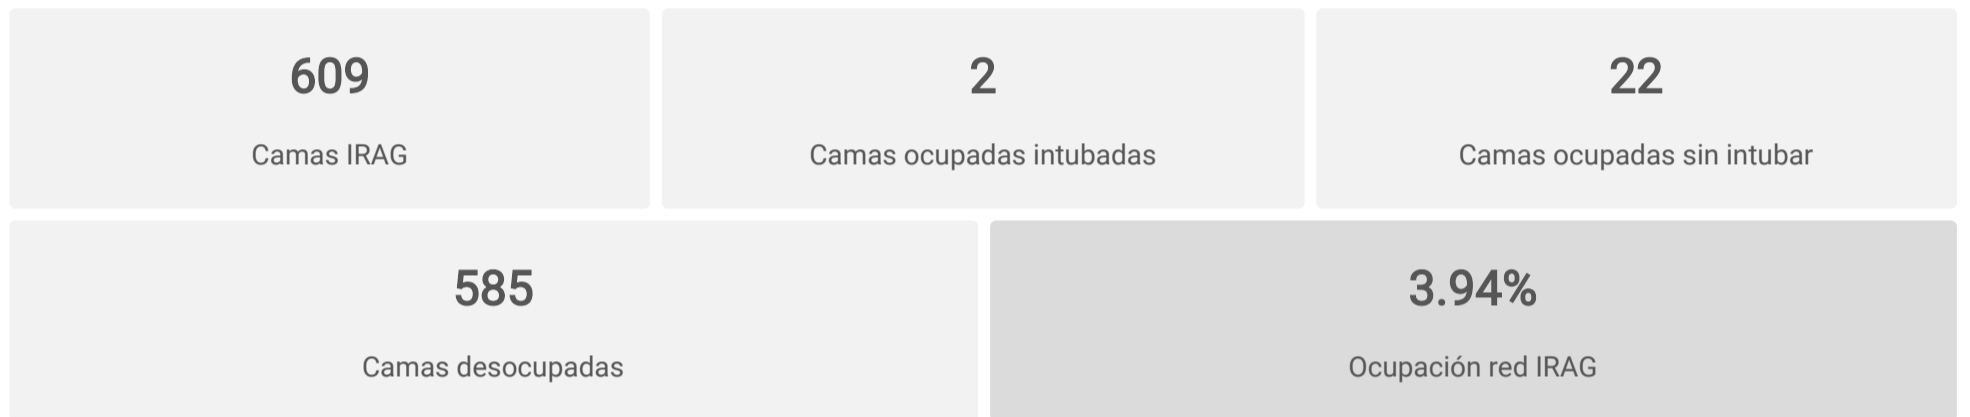 609
Camas IRAG
2
Camas ocupadas intubadas
22
Camas ocupadas sin intubar
585
Camas desocupadas
3.94%
Ocupación red IRAG